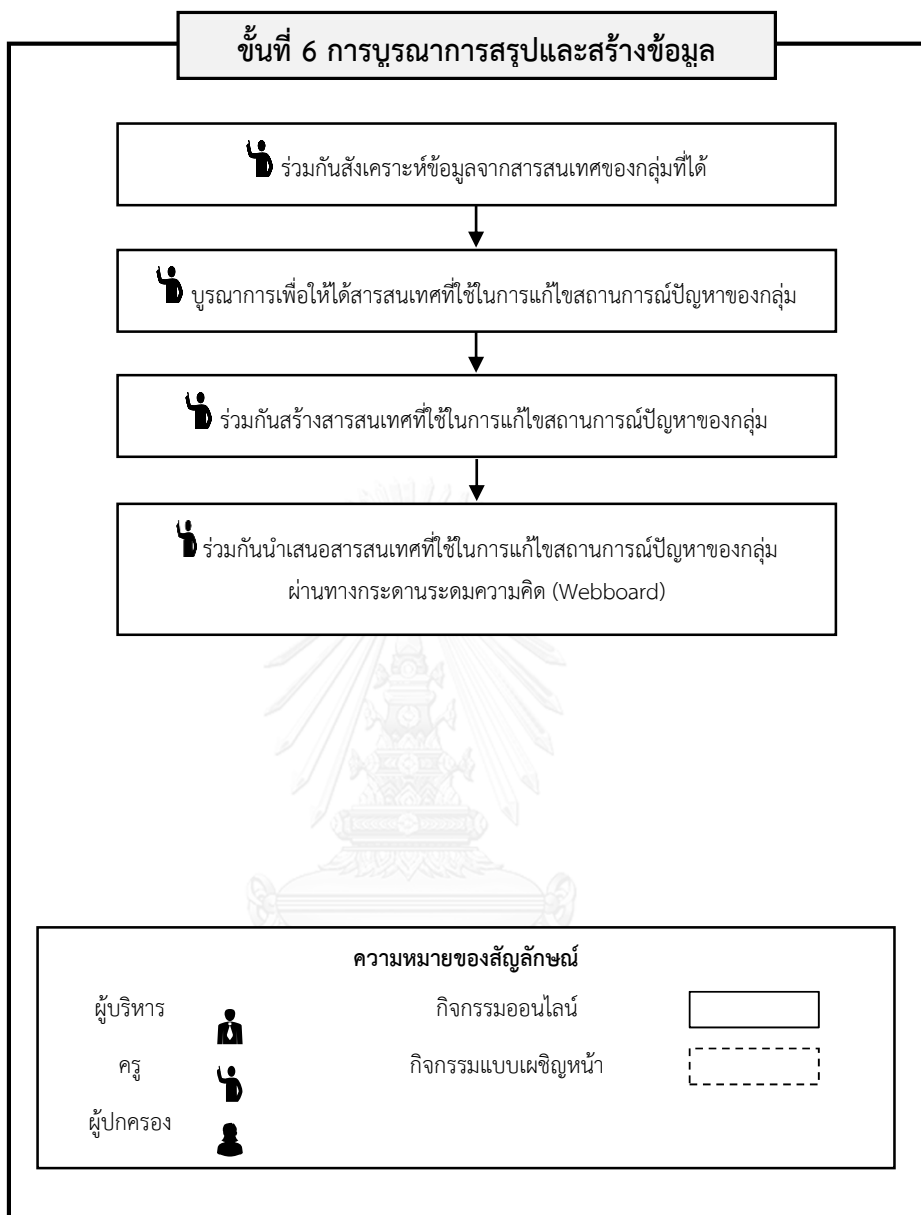 ขั้นที่ 6 การบูรณาการสรุปและสร้างข้อมูล
ร่วมกันสังเคราะห์ข้อมูลจากสารสนเทศของกลุ่มที่ได้
บูรณาการเพื่อให้ได้สารสนเทศที่ใช้ในการแก้ไขสถานการณ์ปัญหาของกลุ่ม
ร่วมกันสร้างสารสนเทศที่ใช้ในการแก้ไขสถานการณ์ปัญหาของกลุ่ม
ร่วมกันนำเสนอสารสนเทศที่ใช้ในการแก้ไขสถานการณ์ปัญหาของกลุ่ม
ผ่านทางกระดานระดมความคิด (Webboard)
ความหมายของสัญลักษณ์
ผู้บริหาร กิจกรรมออนไลน์
ครู กิจกรรมแบบเผชิญหน้า
ผู้ปกครอง